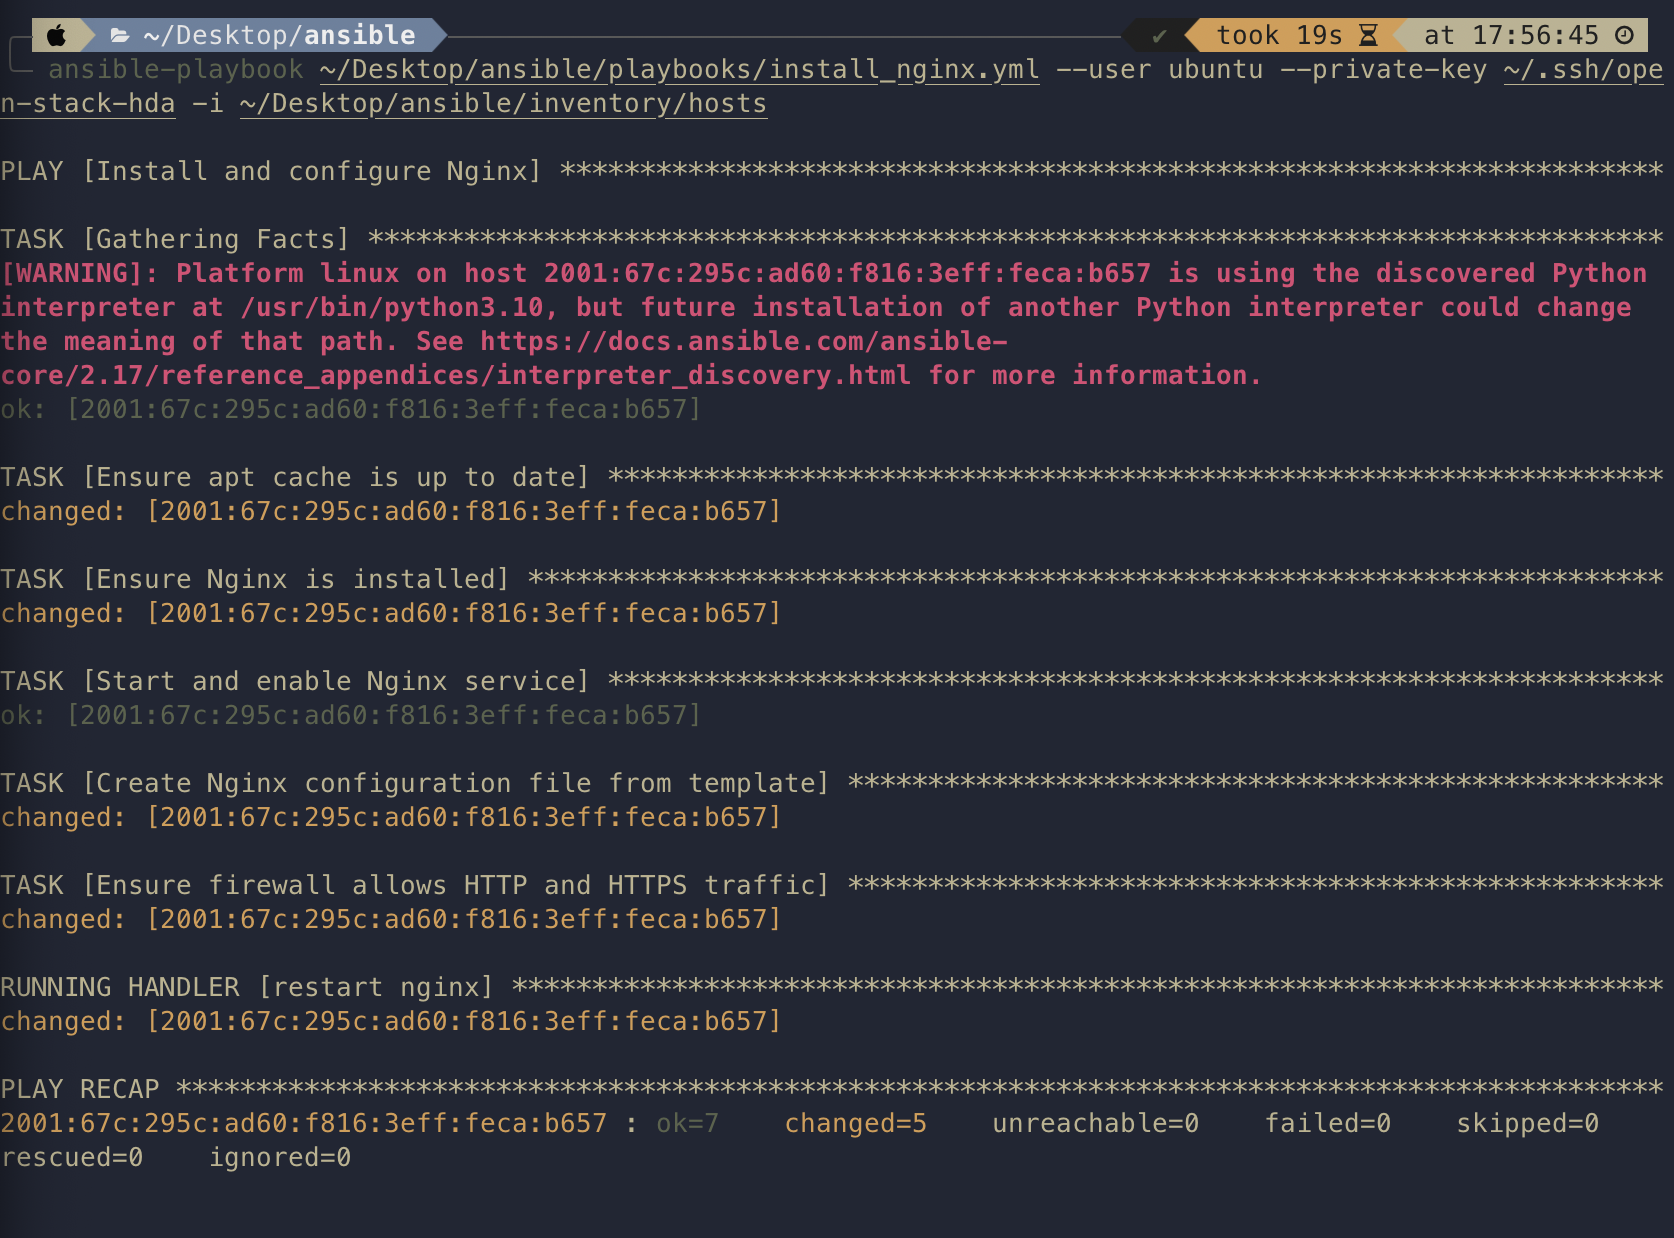 ~/Desktop/ansible ✔ took 19s at 17:56:45
ansible-playbook ~/Desktop/ansible/playbooks/install_nginx.yml --user ubuntu --private-key ~/.ssh/ope
n-stack-hda -i ~/Desktop/ansible/inventory/hosts
PLAY [Install and configure Nginx] *********************************************************************
TASK [Gathering Facts] *********************************************************************************
[WARNING]: Platform linux on host 2001:67c:295c:ad60:f816:3eff:feca:b657 is using the discovered Python
interpreter at /usr/bin/python3.10, but future installation of another Python interpreter could change
the meaning of that path. See https://docs.ansible.com/ansible-
core/2.17/reference_appendices/interpreter_discovery.html for more information.
ok: [2001:67c:295c:ad60:f816:3eff:feca:b657]
TASK [Ensure apt cache is up to date] ******************************************************************
changed: [2001:67c:295c:ad60:f816:3eff:feca:b657]
TASK [Ensure Nginx is installed] ***********************************************************************
changed: [2001:67c:295c:ad60:f816:3eff:feca:b657]
TASK [Start and enable Nginx service] ******************************************************************
ok: [2001:67c:295c:ad60:f816:3eff:feca:b657]
TASK [Create Nginx configuration file from template] ***************************************************
changed: [2001:67c:295c:ad60:f816:3eff:feca:b657]
TASK [Ensure firewall allows HTTP and HTTPS traffic] ***************************************************
changed: [2001:67c:295c:ad60:f816:3eff:feca:b657]
RUNNING HANDLER [restart nginx] ************************************************************************
changed: [2001:67c:295c:ad60:f816:3eff:feca:b657]
PLAY RECAP *********************************************************************************************
2001:67c:295c:ad60:f816:3eff:feca:b657 : ok=7    changed=5    unreachable=0    failed=0    skipped=0
rescued=0    ignored=0